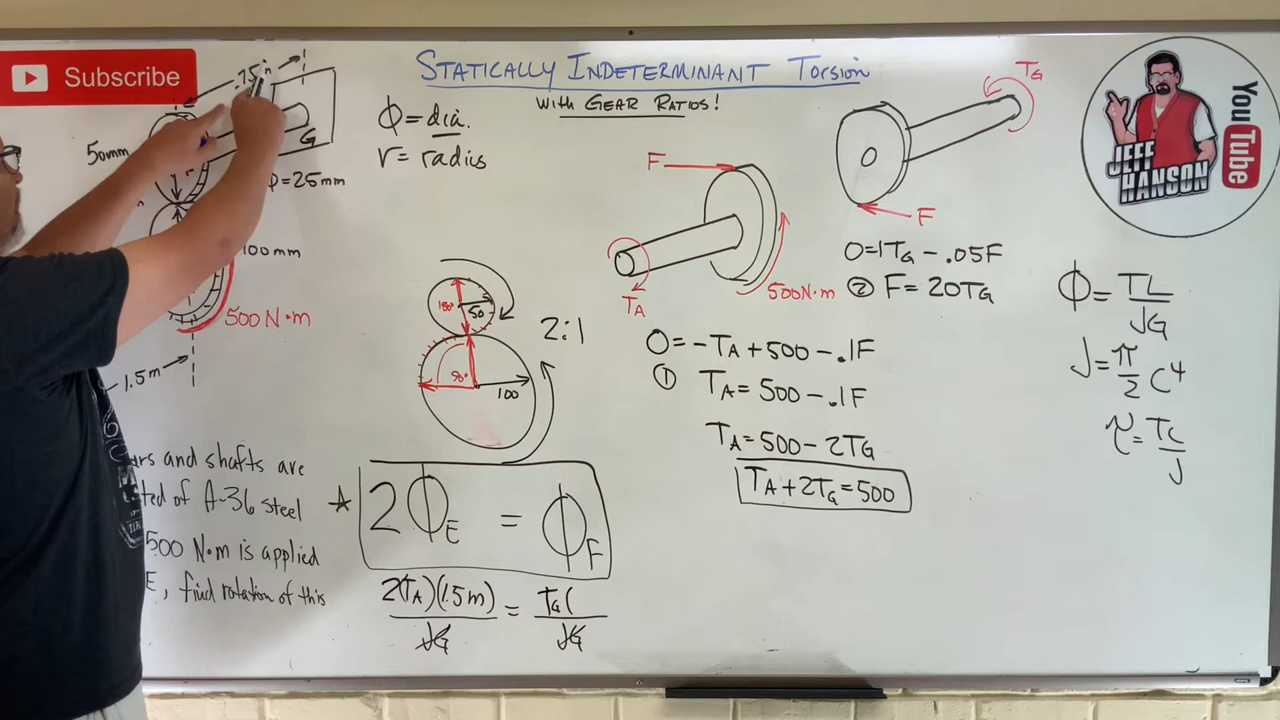 Subscribe
STATICALLY INDETERMINANT TORSION
WITH GEAR RATIOS!
.75
G
50mm
ϕ=25mm
100mm
500 N·m
1.5m
ϕ = dia.
r = radius
F
TA
500N·m
TG
F
180°
50
2:1
90°
100
0=1TG - .05F
② F = 20TG
0= -TA + 500 - .1F
① TA = 500 - .1F
TA = 500 - 2TG
TA + 2TG = 500
ϕ = TL/JG
J = π/2 C⁴
τ = TC/J
2ϕE = ϕF
2(TA)(1.5m)/JG = TG(/JG
and shafts are
of A-36 steel
500 N·m is applied
E, find rotation of this
JEFF HANSON
YouTube